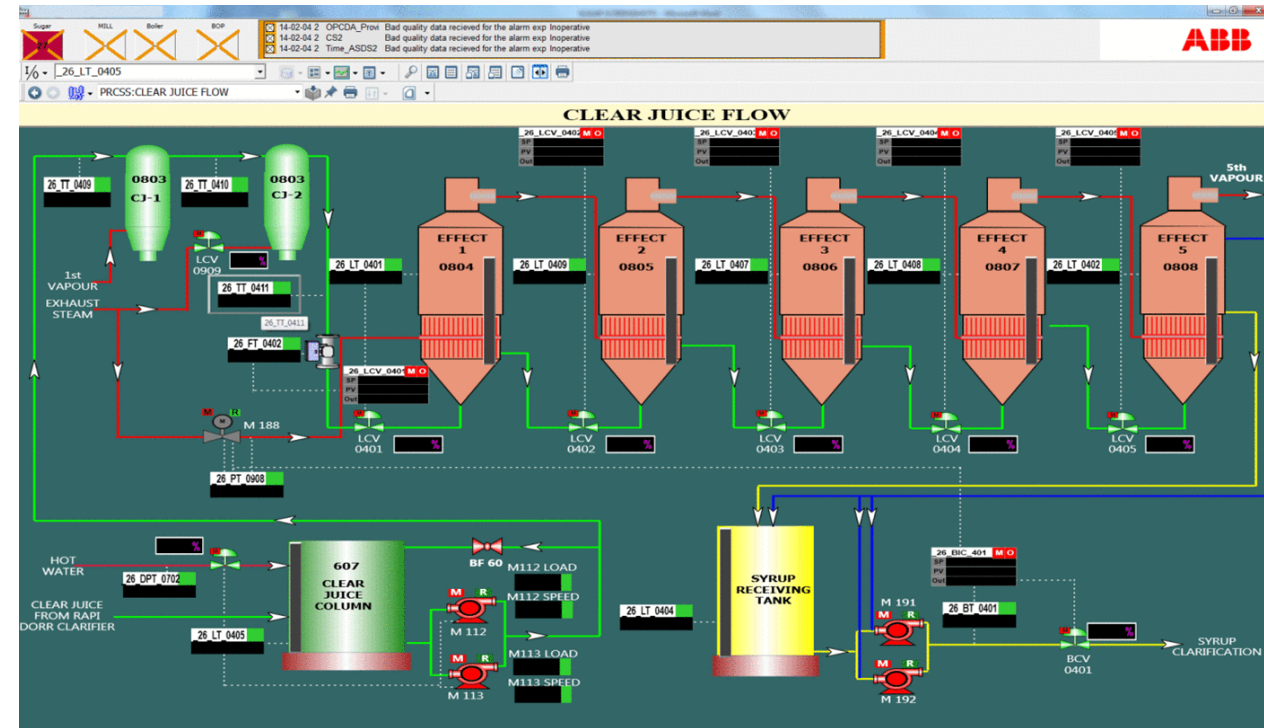 Sugar
MILL
Boiler
BOP
14-02-04 2 OPCDA_Provi Bad quality data recieved for the alarm exp Inoperative
14-02-04 2 CS2 Bad quality data recieved for the alarm exp Inoperative
14-02-04 2 Time_ASDS2 Bad quality data recieved for the alarm exp Inoperative
ABB
_26_LT_0405
PRCSS:CLEAR JUICE FLOW
CLEAR JUICE FLOW
_26_LCV_0402 M O
SP
PV
Out
_26_LCV_0403 M O
SP
PV
Out
_26_LCV_0404 M O
SP
PV
Out
_26_LCV_0405 M O
SP
PV
Out
5th
VAPOUR
26_TT_0409
0803
CJ-1
26_TT_0410
0803
CJ-2
EFFECT
1
0804
EFFECT
2
0805
EFFECT
3
0806
EFFECT
4
0807
EFFECT
5
0808
26_LT_0401
26_LT_0409
26_LT_0407
26_LT_0408
26_LT_0402
M
LCV
0909
%
1st
VAPOUR
EXHAUST
STEAM
26_TT_0411
26_TT_0411
26_FT_0402
_26_LCV_0401 M O
SP
PV
Out
LCV
0401
%
LCV
0402
%
LCV
0403
%
LCV
0404
%
LCV
0405
%
M R
M
M 188
26_PT_0908
%
HOT
WATER
26_DPT_0702
CLEAR JUICE
FROM RAPI
DORR CLARIFIER
26_LT_0405
607
CLEAR
JUICE
COLUMN
BF 60
M R
M 112
M R
M 113
M112 LOAD
M112 SPEED
M113 LOAD
M113 SPEED
26_LT_0404
SYRUP
RECEIVING
TANK
M 191
M R
M R
M 192
26_BIC_401 M O
SP
PV
Out
26_BT_0401
%
BCV
0401
SYRUP
CLARIFICATION